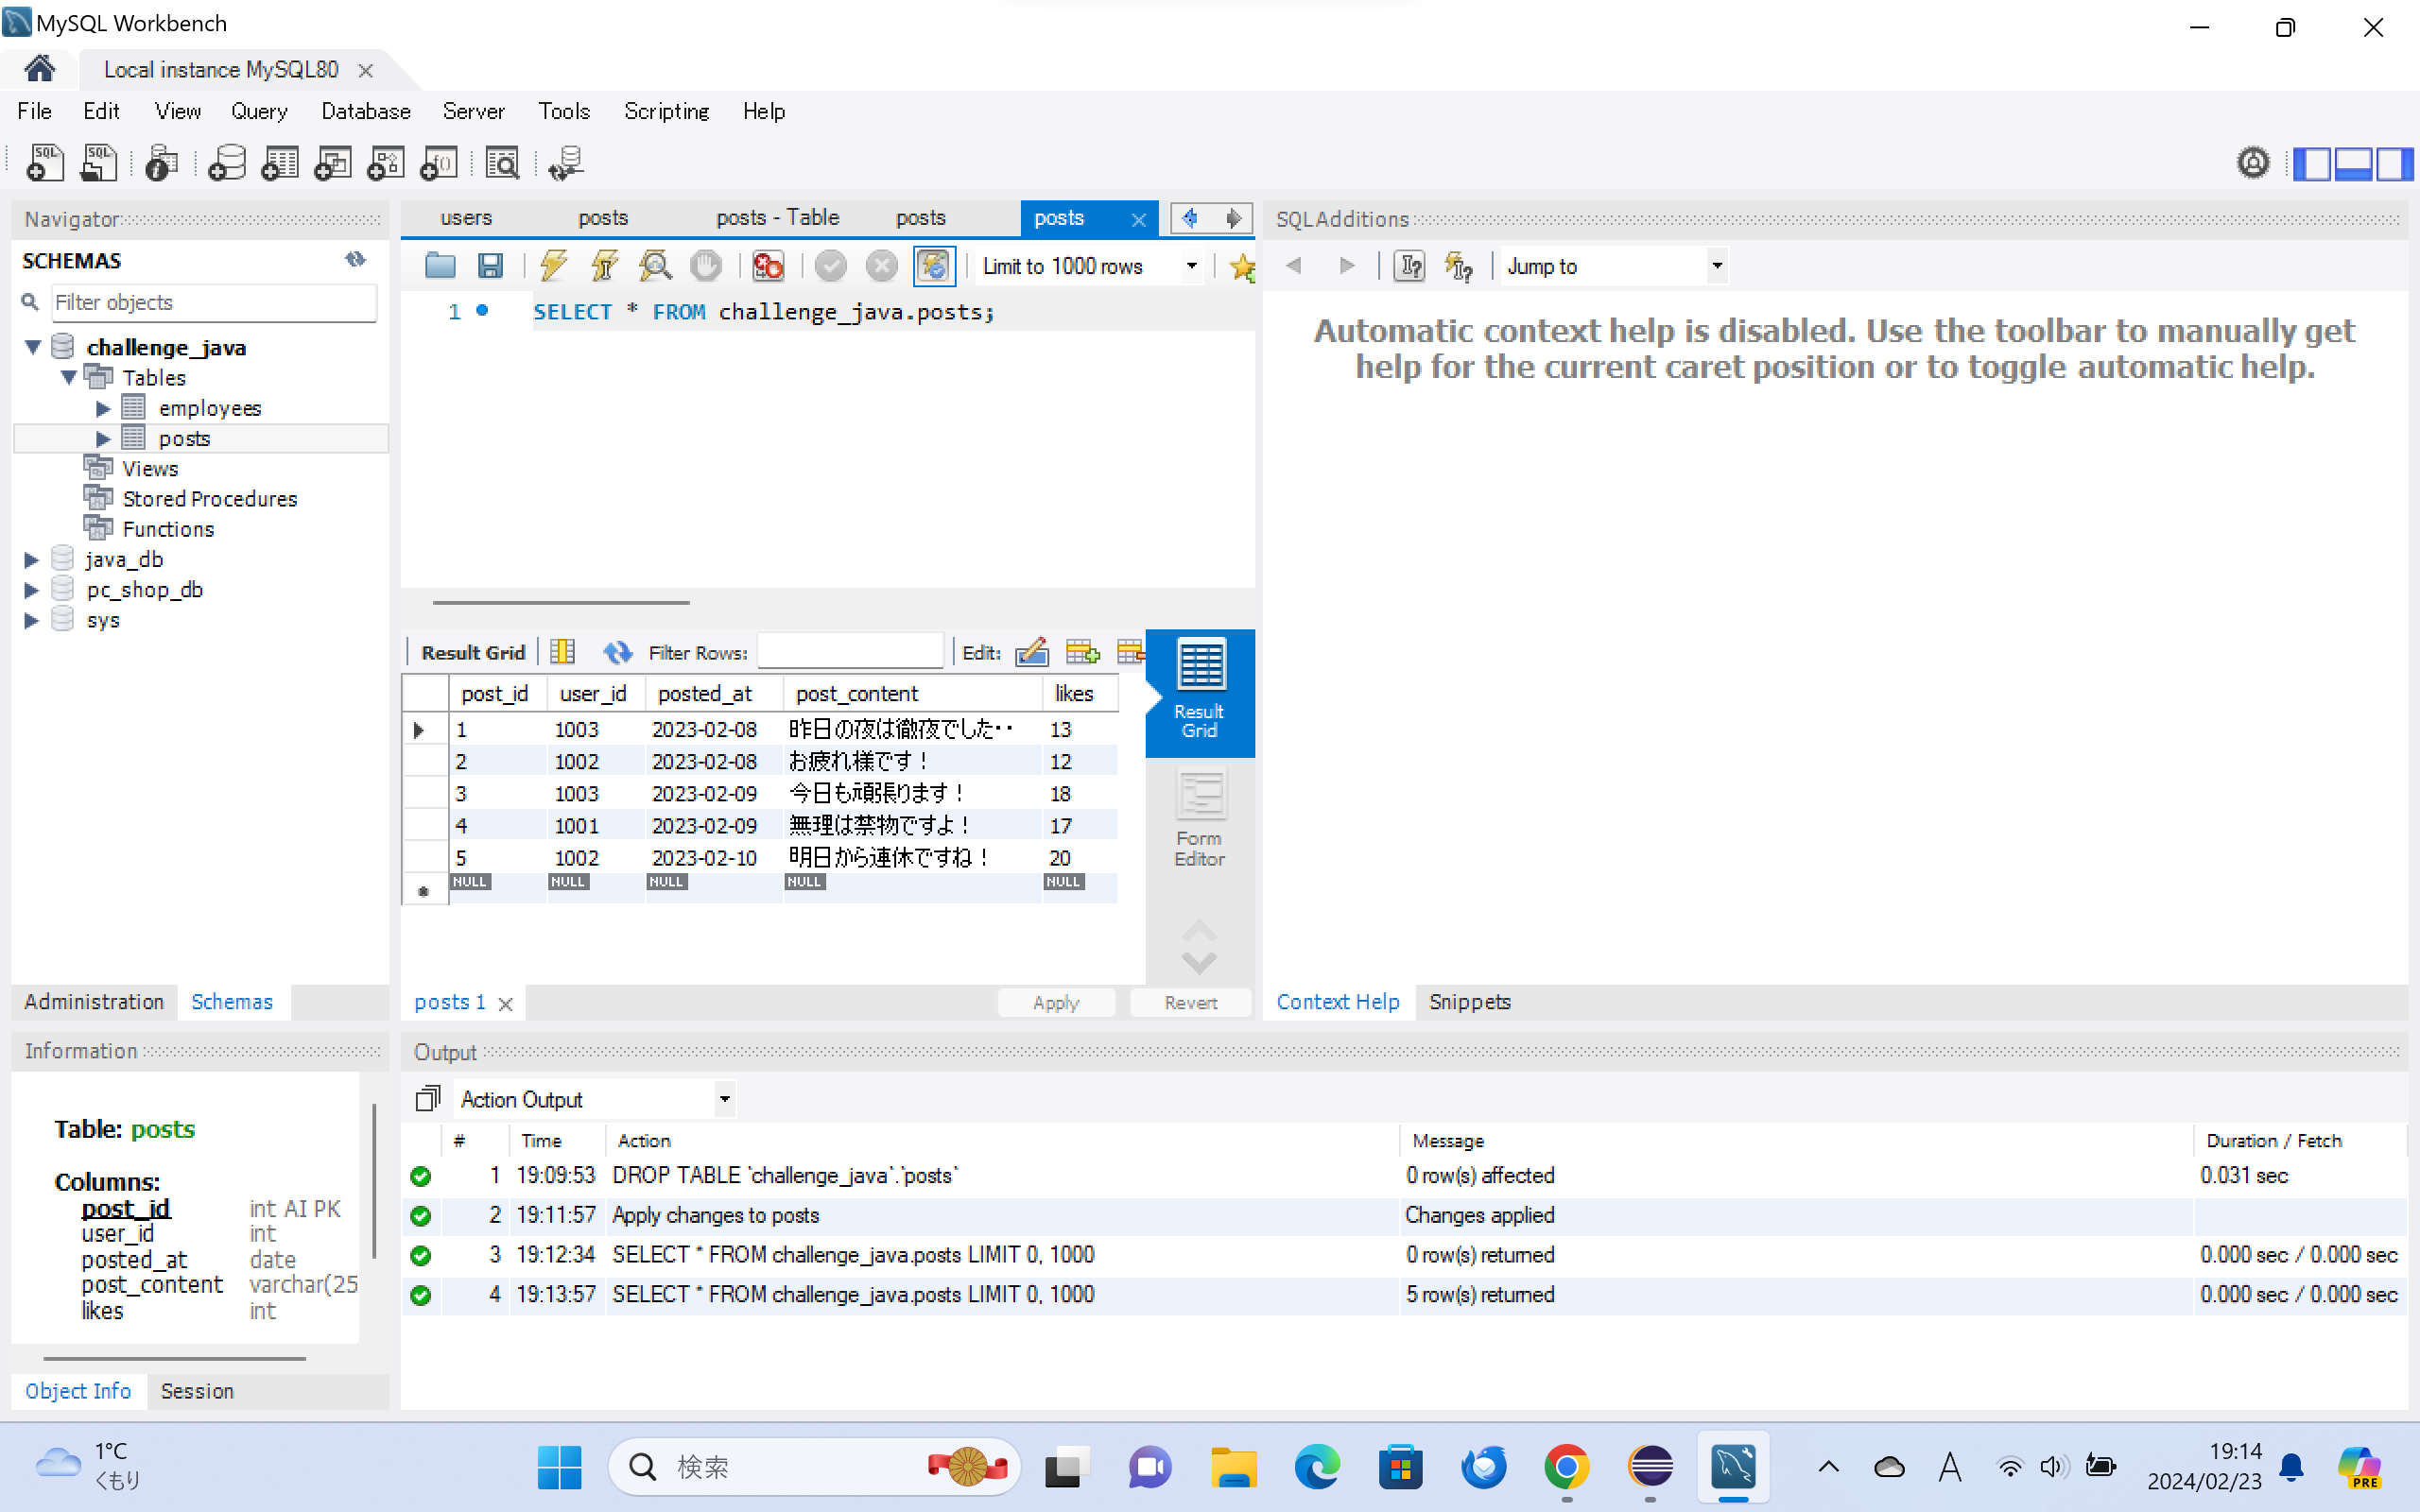 MySQL Workbench
Local instance MySQL80
File Edit View Query Database Server Tools Scripting Help
Navigator
SCHEMAS
Filter objects
challenge_java
Tables
employees
posts
Views
Stored Procedures
Functions
java_db
pc_shop_db
sys
Administration Schemas
users posts posts - Table posts posts
Limit to 1000 rows
1 SELECT * FROM challenge_java.posts;
Result Grid Filter Rows: Edit:
post_id user_id posted_at post_content likes
1 1003 2023-02-08 昨日の夜は徹夜でした‥ 13
2 1002 2023-02-08 お疲れ様です！ 12
3 1003 2023-02-09 今日も頑張ります！ 18
4 1001 2023-02-09 無理は禁物ですよ！ 17
5 1002 2023-02-10 明日から連休ですね！ 20
NULL NULL NULL NULL NULL
Result
Grid
Form
Editor
posts 1 Apply Revert
SQLAdditions
Jump to
Automatic context help is disabled. Use the toolbar to manually get
help for the current caret position or to toggle automatic help.
Context Help Snippets
Information
Table: posts
Columns:
post_id int AI PK
user_id int
posted_at date
post_content varchar(25
likes int
Object Info Session
Output
Action Output
# Time Action Message Duration / Fetch
1 19:09:53 DROP TABLE `challenge_java`.`posts` 0 row(s) affected 0.031 sec
2 19:11:57 Apply changes to posts Changes applied
3 19:12:34 SELECT * FROM challenge_java.posts LIMIT 0, 1000 0 row(s) returned 0.000 sec / 0.000 sec
4 19:13:57 SELECT * FROM challenge_java.posts LIMIT 0, 1000 5 row(s) returned 0.000 sec / 0.000 sec
1°C
くもり
検索
A
19:14
2024/02/23
PRE